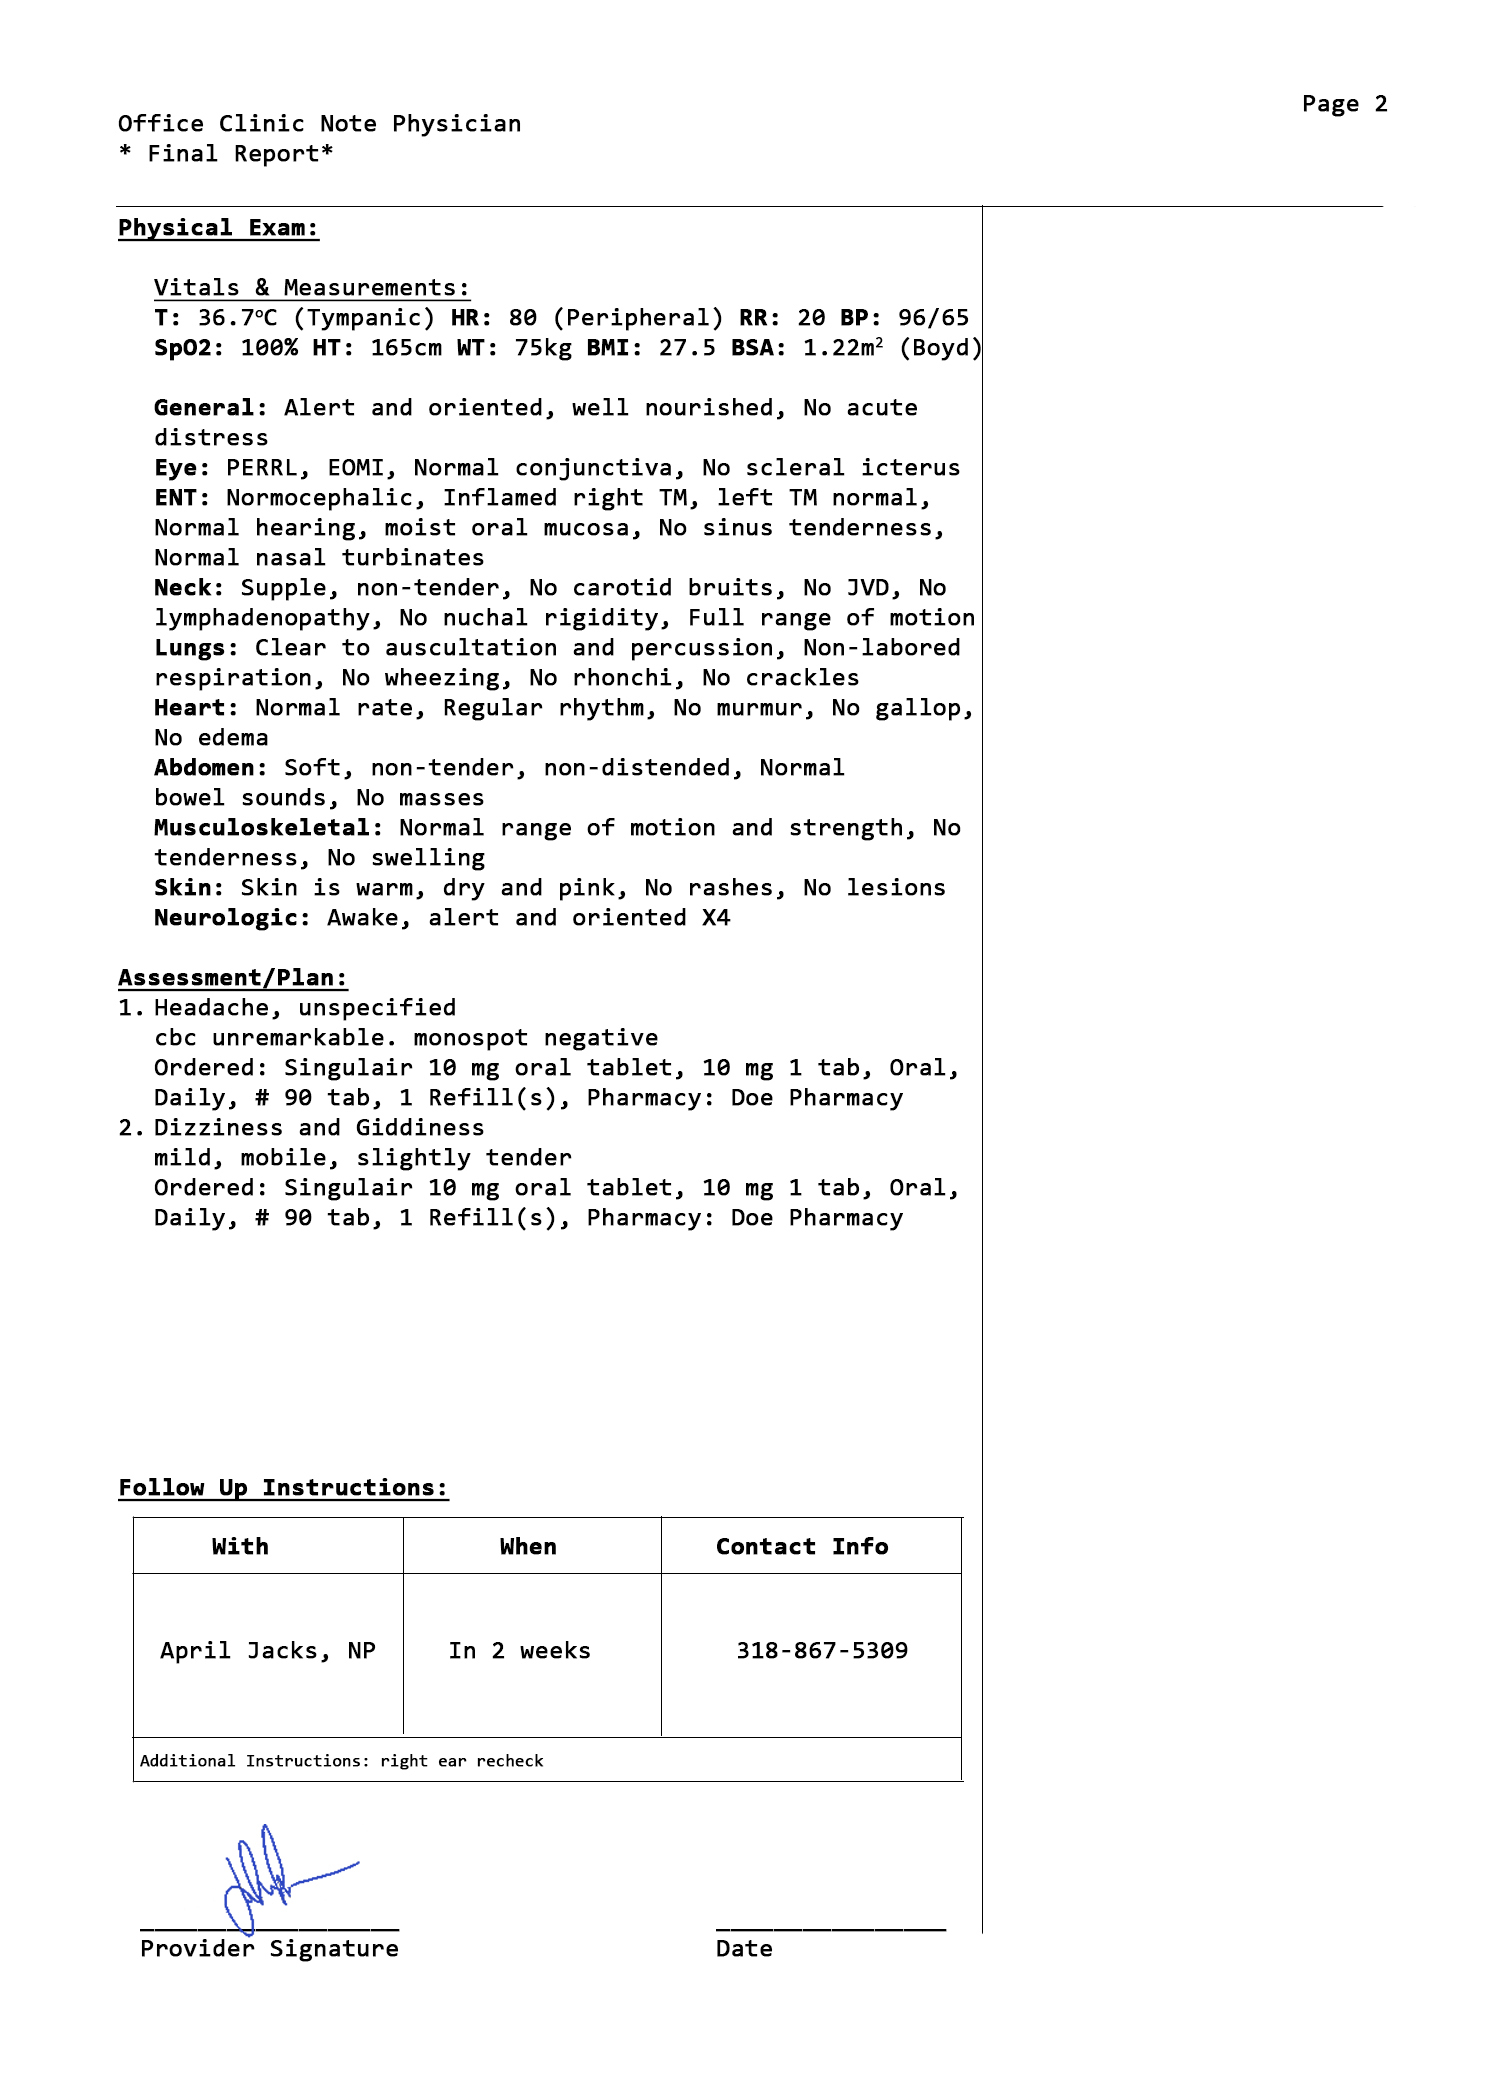 Page 2
Office Clinic Note Physician
* Final Report*
Physical Exam:
Vitals & Measurements:
T: 36.7°C (Tympanic) HR: 80 (Peripheral) RR: 20 BP: 96/65
SpO2: 100% HT: 165cm WT: 75kg BMI: 27.5 BSA: 1.22m² (Boyd)
General: Alert and oriented, well nourished, No acute
distress
Eye: PERRL, EOMI, Normal conjunctiva, No scleral icterus
ENT: Normocephalic, Inflamed right TM, left TM normal,
Normal hearing, moist oral mucosa, No sinus tenderness,
Normal nasal turbinates
Neck: Supple, non-tender, No carotid bruits, No JVD, No
lymphadenopathy, No nuchal rigidity, Full range of motion
Lungs: Clear to auscultation and percussion, Non-labored
respiration, No wheezing, No rhonchi, No crackles
Heart: Normal rate, Regular rhythm, No murmur, No gallop,
No edema
Abdomen: Soft, non-tender, non-distended, Normal
bowel sounds, No masses
Musculoskeletal: Normal range of motion and strength, No
tenderness, No swelling
Skin: Skin is warm, dry and pink, No rashes, No lesions
Neurologic: Awake, alert and oriented X4
Assessment/Plan:
1. Headache, unspecified
cbc unremarkable. monospot negative
Ordered: Singulair 10 mg oral tablet, 10 mg 1 tab, Oral,
Daily, # 90 tab, 1 Refill(s), Pharmacy: Doe Pharmacy
2. Dizziness and Giddiness
mild, mobile, slightly tender
Ordered: Singulair 10 mg oral tablet, 10 mg 1 tab, Oral,
Daily, # 90 tab, 1 Refill(s), Pharmacy: Doe Pharmacy
Follow Up Instructions:
With When Contact Info
April Jacks, NP In 2 weeks 318-867-5309
Additional Instructions: right ear recheck
Provider Signature Date